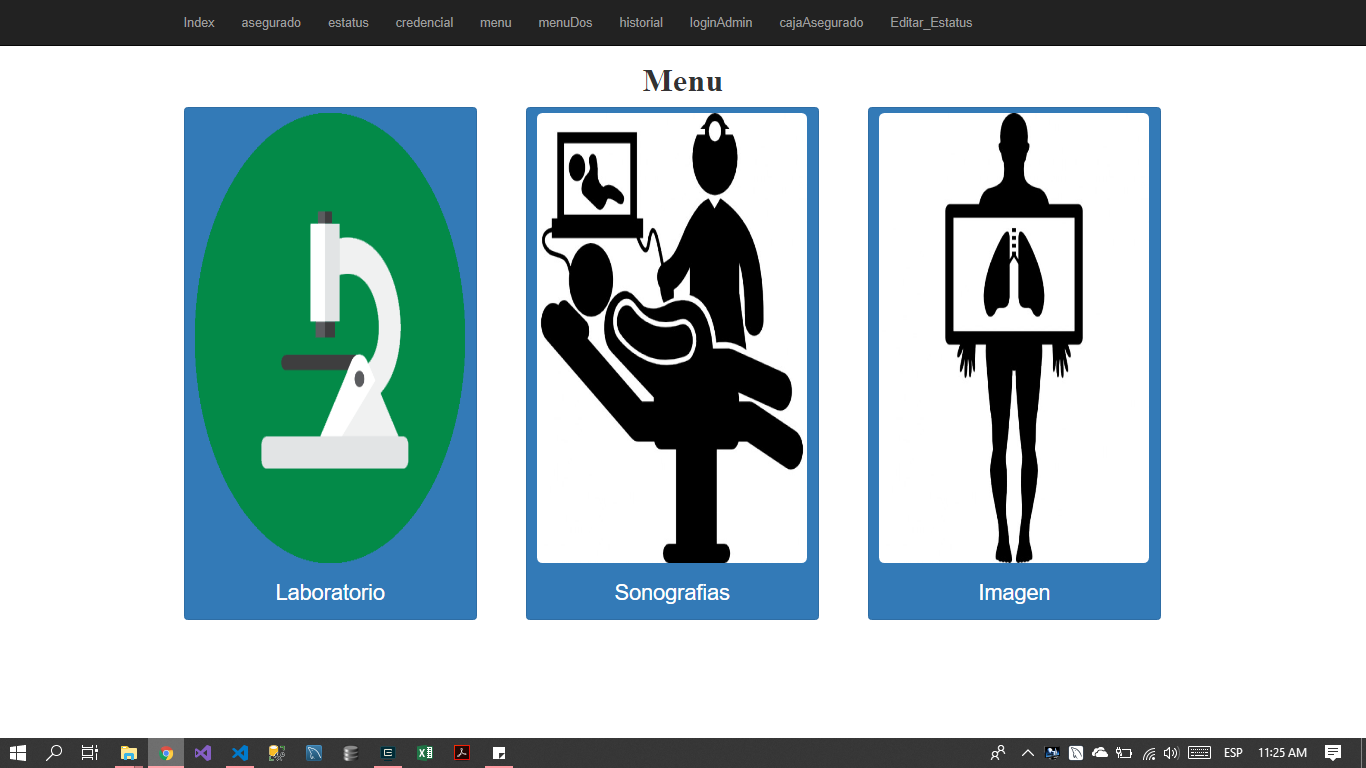 Index asegurado estatus credencial menu menuDos historial loginAdmin cajaAsegurado Editar_Estatus
Menu
Laboratorio Sonografias Imagen
ESP 11:25 AM